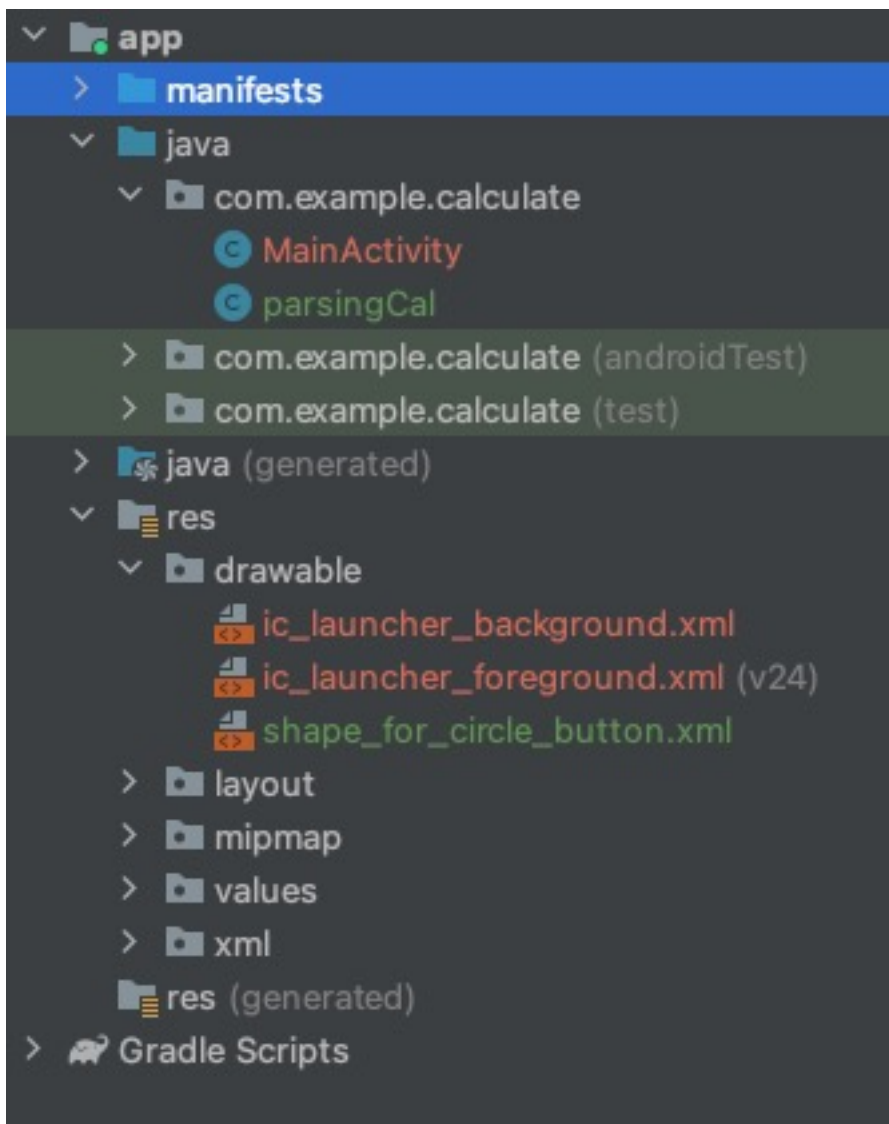 app
manifests
java
com.example.calculate
MainActivity
parsingCal
com.example.calculate (androidTest)
com.example.calculate (test)
java (generated)
res
drawable
ic_launcher_background.xml
ic_launcher_foreground.xml (v24)
shape_for_circle_button.xml
layout
mipmap
values
xml
res (generated)
Gradle Scripts